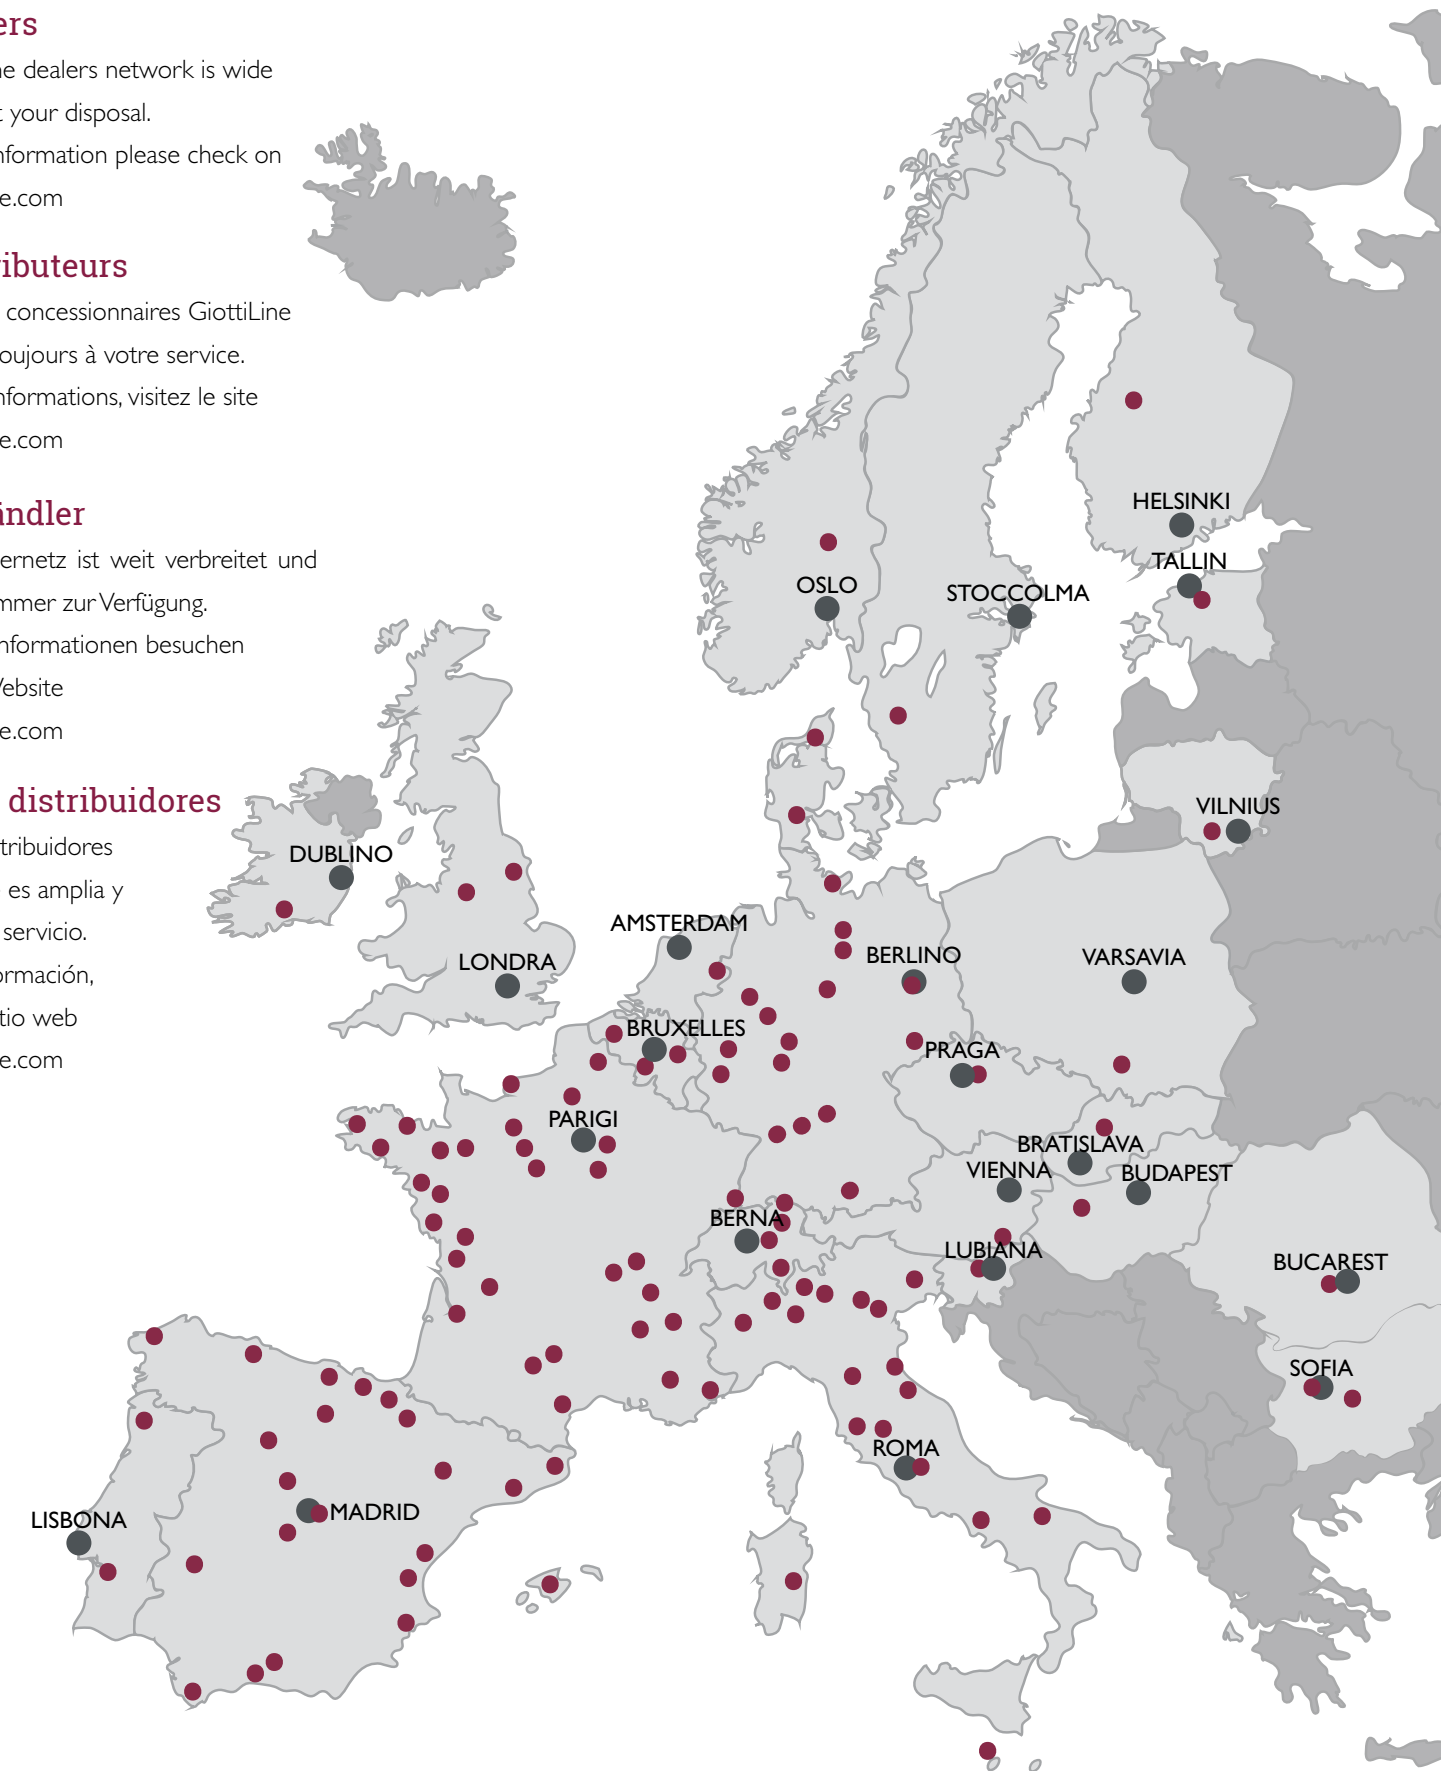 ers
ne dealers network is wide
t your disposal.
nformation please check on
e.com
ributeurs
concessionnaires GiottiLine
oujours à votre service.
nformations, visitez le site
e.com
ändler
ernetz ist weit verbreitet und
mmer zur Verfügung.
nformationen besuchen
Website
e.com
distribuidores
tribuidores
es amplia y
servicio.
ormación,
tio web
e.com
HELSINKI
TALLIN
OSLO
STOCCOLMA
VILNIUS
DUBLINO
AMSTERDAM
LONDRA
BERLINO
VARSAVIA
BRUXELLES
PRAGA
PARIGI
BRATISLAVA
VIENNA
BUDAPEST
BERNA
LUBIANA
BUCAREST
SOFIA
ROMA
MADRID
LISBONA